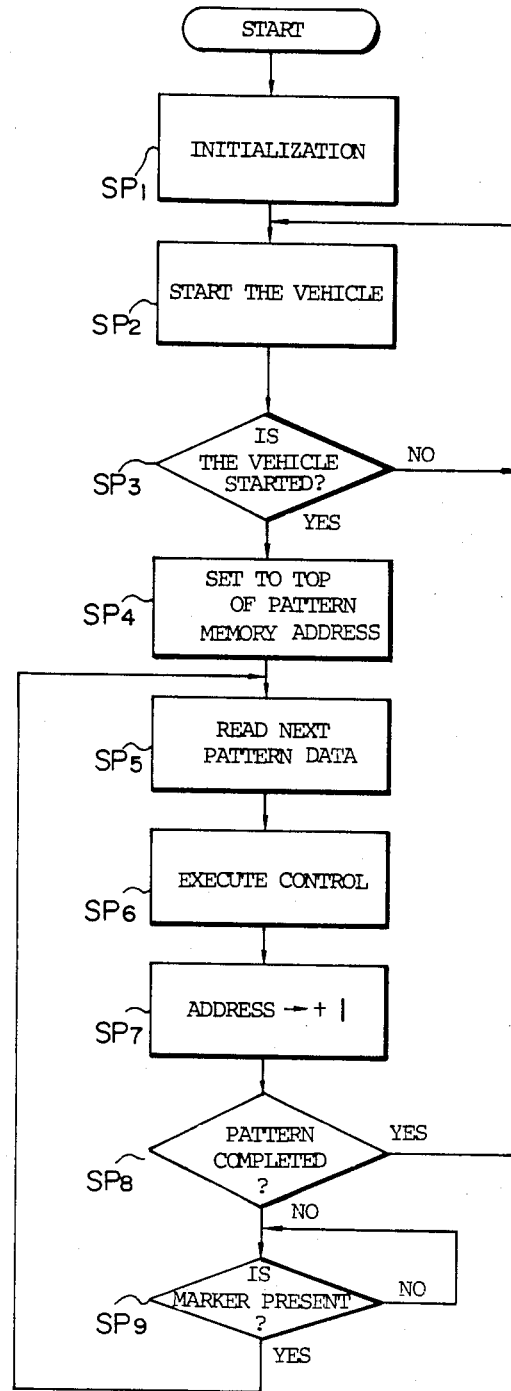 START
INITIALIZATION
SP1
START THE VEHICLE
SP2
IS
THE VEHICLE
STARTED?
SP3
NO
YES
SET TO TOP
OF PATTERN
MEMORY ADDRESS
SP4
READ NEXT
PATTERN DATA
SP5
EXECUTE CONTROL
SP6
ADDRESS → + 1
SP7
PATTERN
COMPLETED
?
YES
SP8
NO
IS
MARKER PRESENT
?
NO
SP9
YES